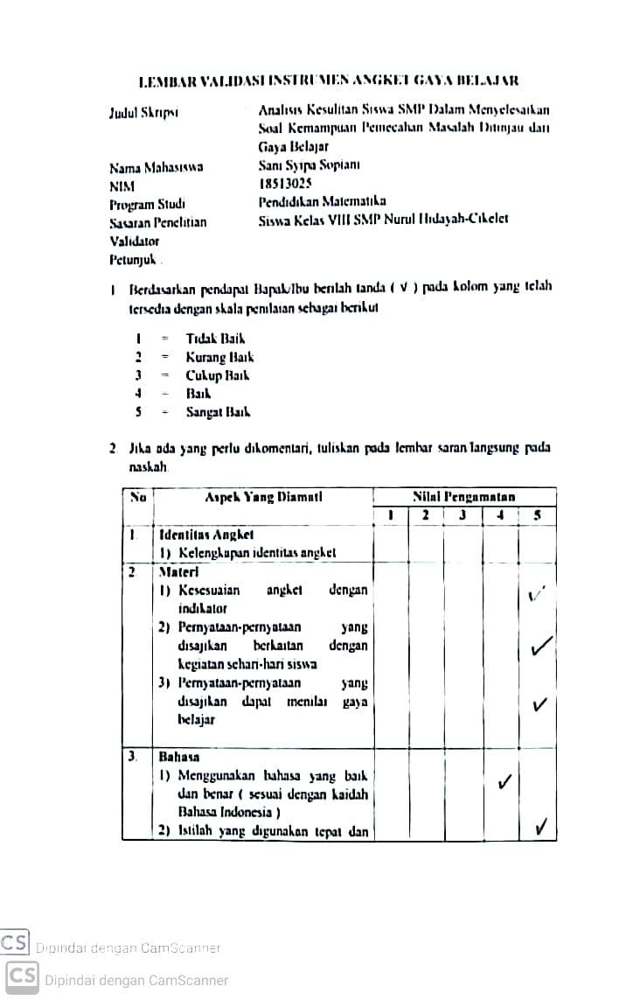 LEMBAR VALIDASI INSTRUMEN ANGKET GAYA BELAJAR
Judul Skripsi Analisis Kesulitan Siswa SMP Dalam Menyelesaikan
Soal Kemampuan Pemecahan Masalah Ditinjau dari
Gaya Belajar
Nama Mahasiswa Sani Syipa Sopiani
NIM 18513025
Program Studi Pendidikan Matematika
Sasaran Penelitian Siswa Kelas VIII SMP Nurul Hidayah-Cikelet
Validator
Petunjuk :
1 Berdasarkan pendapat Bapak/Ibu berilah tanda ( √ ) pada kolom yang telah
tersedia dengan skala penilaian sebagai berikut
1 = Tidak Baik
2 = Kurang Baik
3 = Cukup Baik
4 = Baik
5 = Sangat Baik
2. Jika ada yang perlu dikomentari, tuliskan pada lembar saran langsung pada
naskah.
No Aspek Yang Diamati Nilai Pengamatan
1 2 3 4 5
1. Identitas Angket
1) Kelengkapan identitas angket
2. Materi
1) Kesesuaian angket dengan ✓
indikator
2) Pernyataan-pernyataan yang
disajikan berkaitan dengan ✓
kegiatan sehari-hari siswa
3) Pernyataan-pernyataan yang
disajikan dapat menilai gaya ✓
belajar
3. Bahasa
1) Menggunakan bahasa yang baik ✓
dan benar ( sesuai dengan kaidah
Bahasa Indonesia )
2) Istilah yang digunakan tepat dan ✓
CS Dipindai dengan CamScanner
CS Dipindai dengan CamScanner